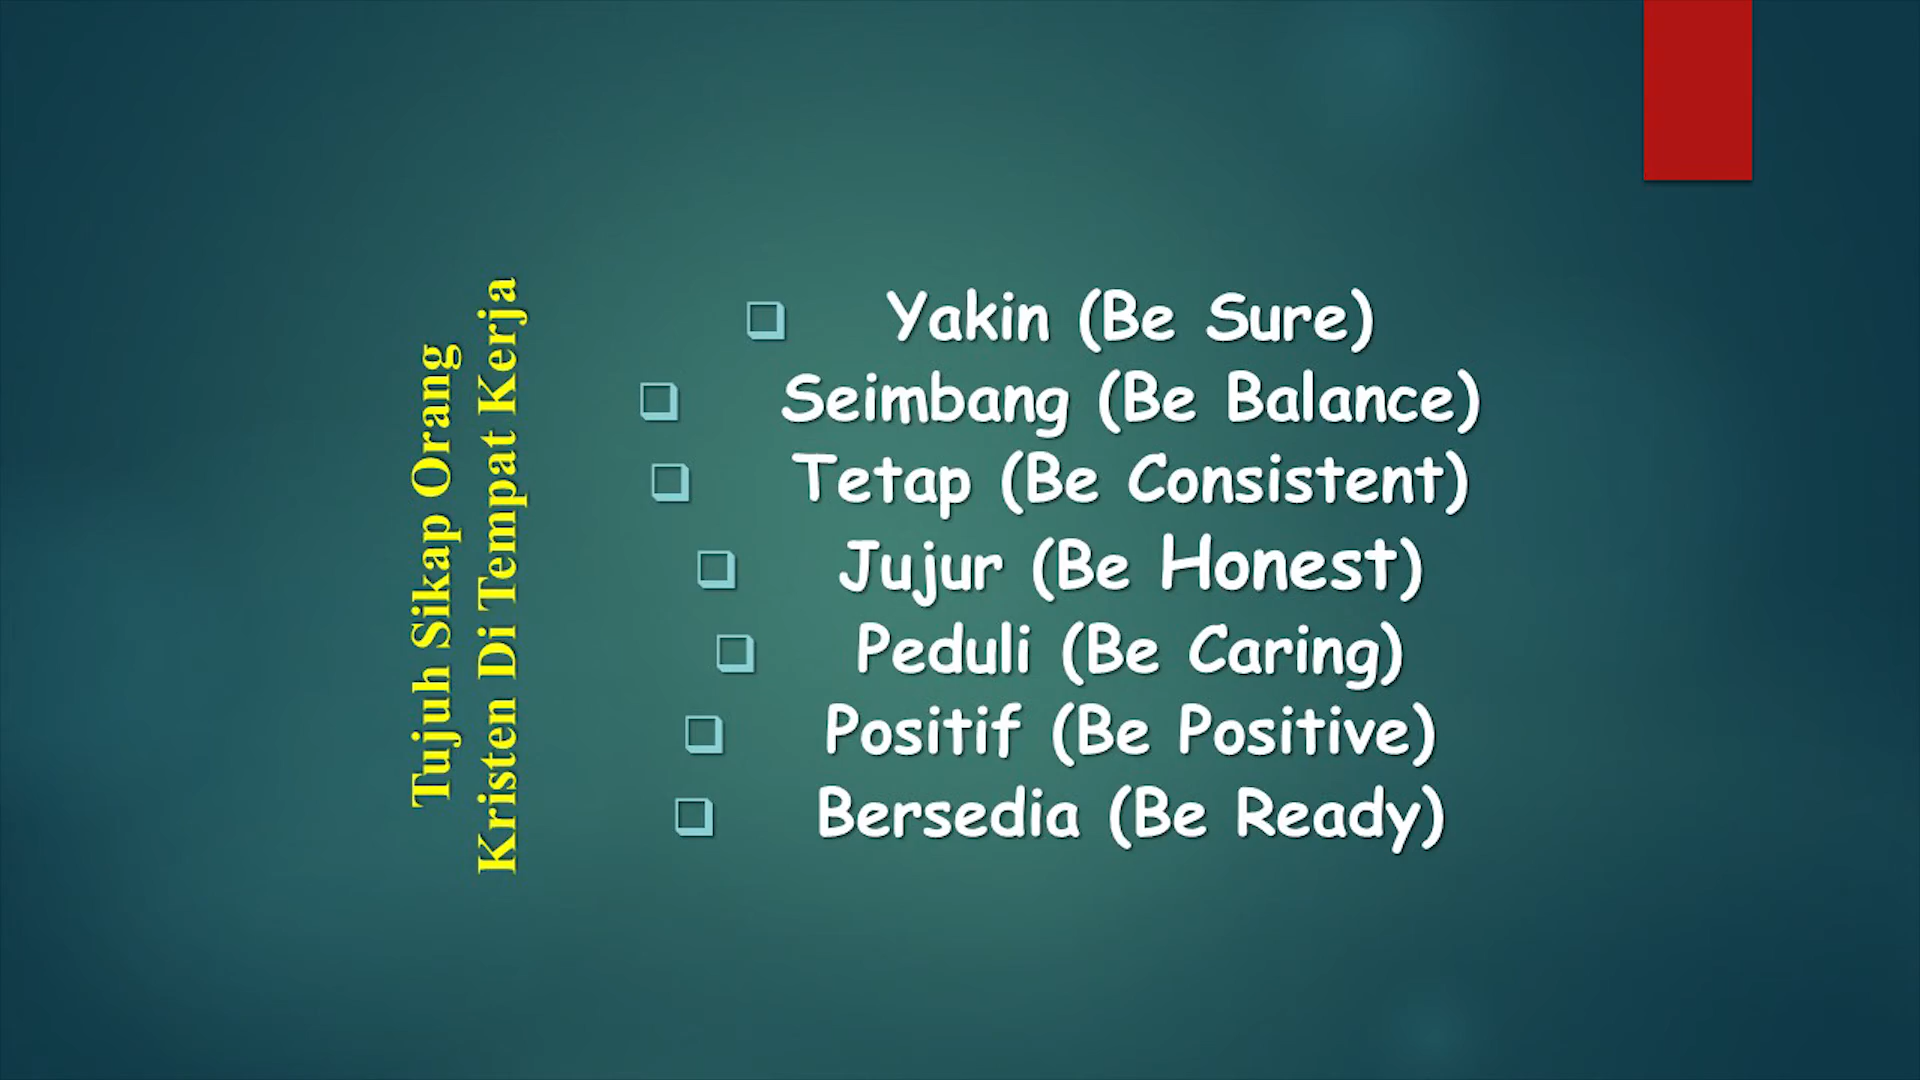 Tujuh Sikap Orang
Kristen Di Tempat Kerja
Yakin (Be Sure)
Seimbang (Be Balance)
Tetap (Be Consistent)
Jujur (Be Honest)
Peduli (Be Caring)
Positif (Be Positive)
Bersedia (Be Ready)